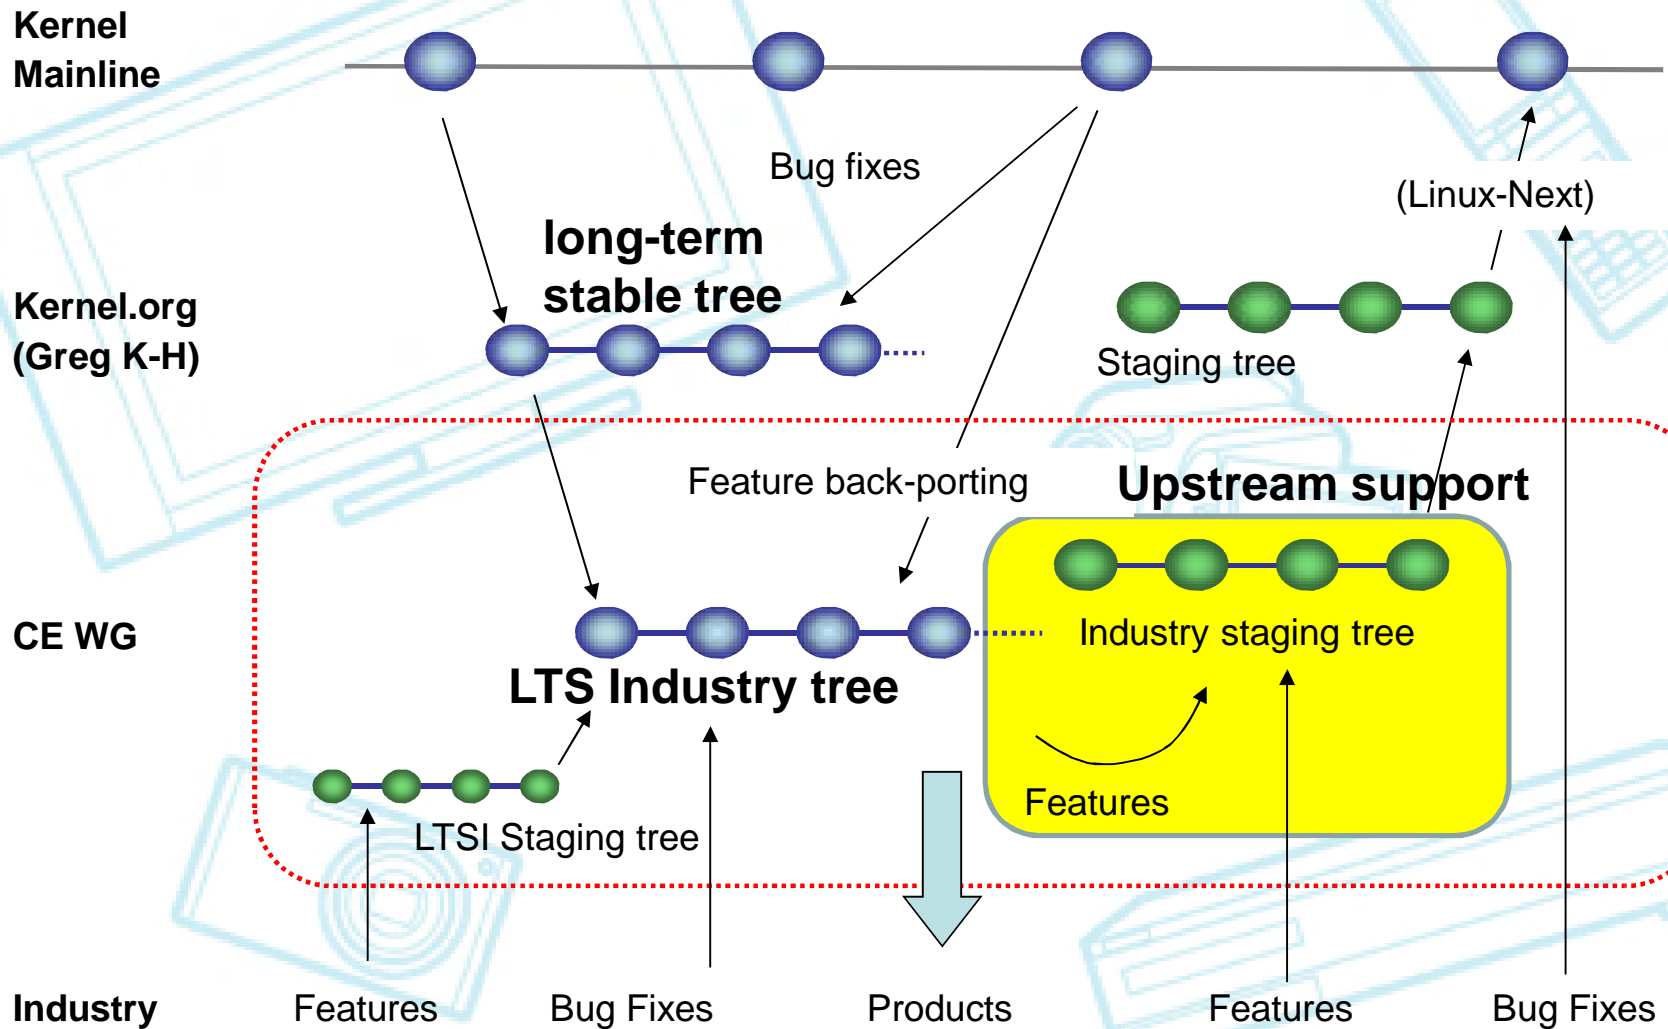 Kernel
Mainline
Bug fixes
(Linux-Next)
long-term
stable tree
Kernel.org
(Greg K-H)
Staging tree
Feature back-porting
Upstream support
CE WG
Industry staging tree
LTS Industry tree
Features
LTSI Staging tree
Industry
Features
Bug Fixes
Products
Features
Bug Fixes